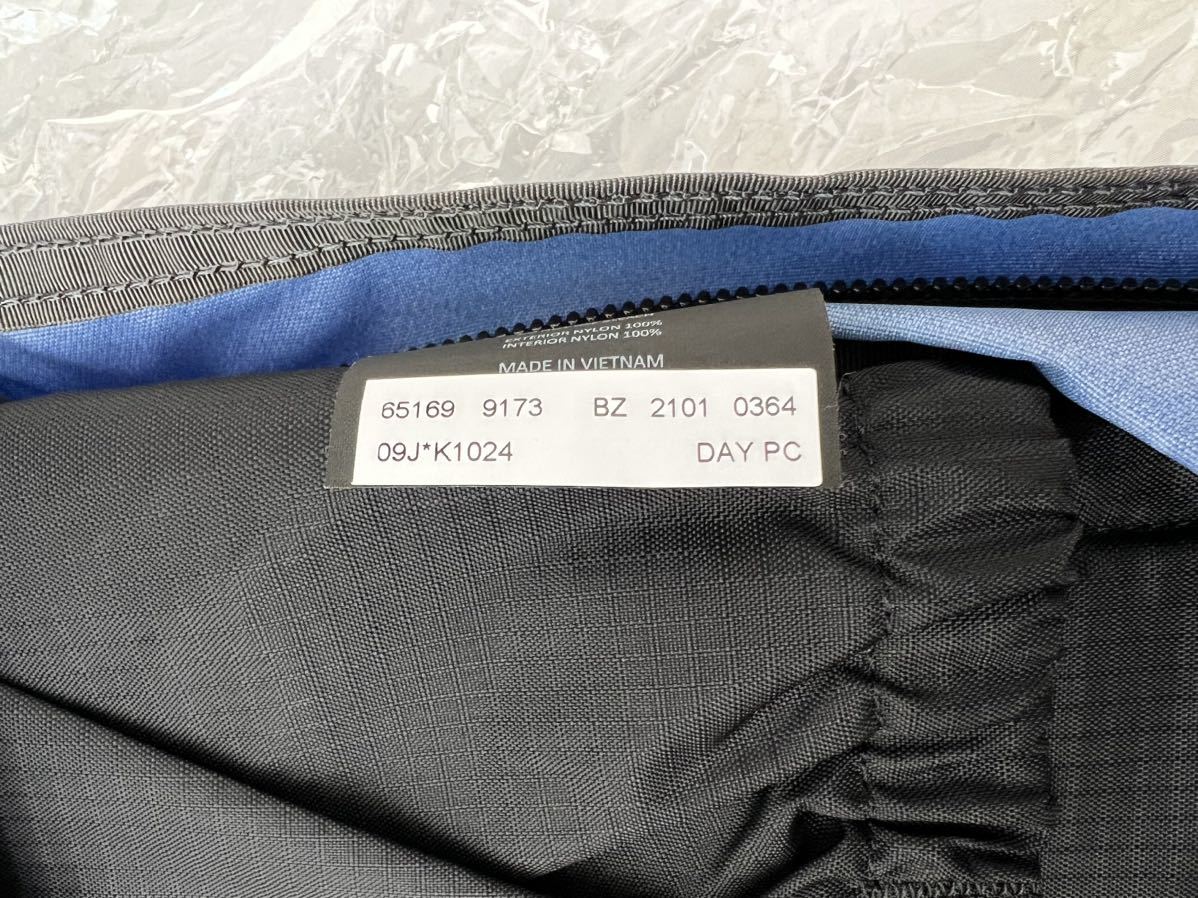 EXTERIOR NYLON 100%
INTERIOR NYLON 100%
MADE IN VIETNAM
65169 9173 BZ 2101 0364
09J*K1024 DAY PC